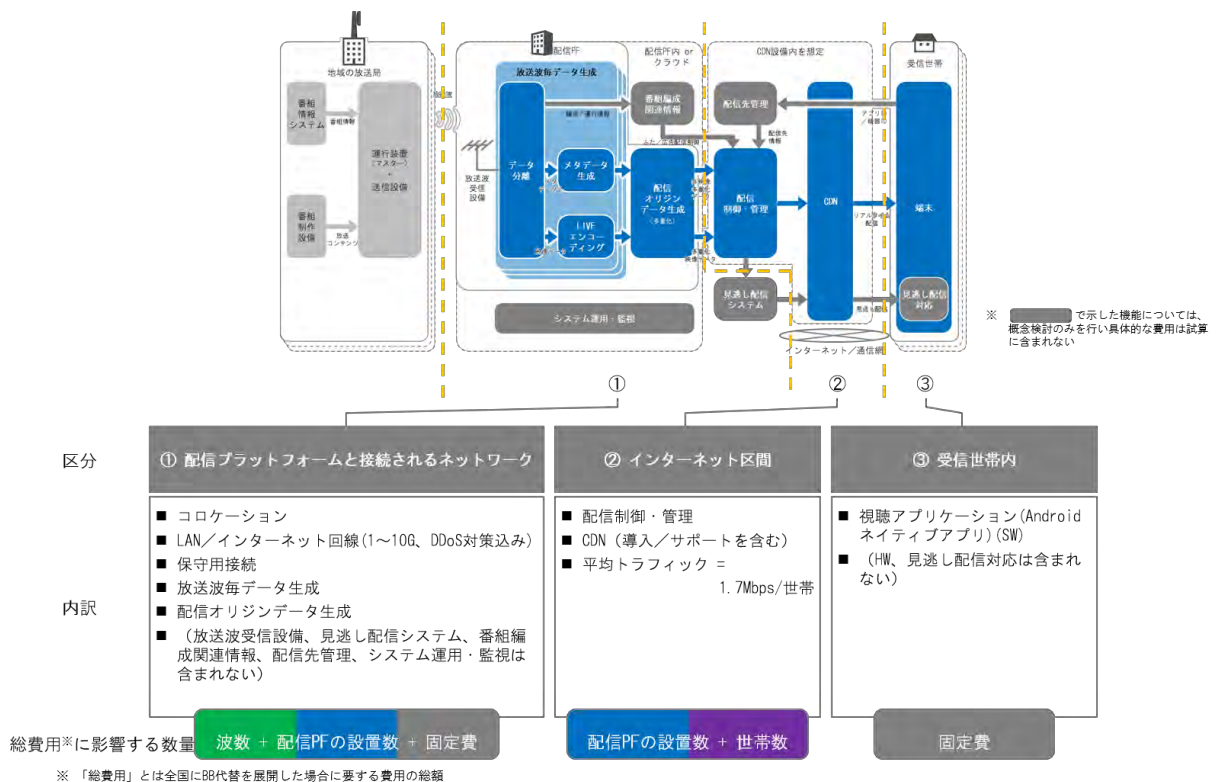 地域の放送局
番組
情報
システム
番組情報
運行装置
(マスター)
+
送信設備
番組
制作
設備
放送
コンテンツ
放送波
受信
設備
配信PF
放送波毎データ生成
データ
分離
メタデータ
生成
LIVE
エンコー
ディング
配信PF内 or
クラウド
番組編成
関連情報
配信
オリジン
データ生成
(多重化)
システム運用・監視
CDN設備内を想定
配信先管理
配信先
情報
配信
制御・管理
見逃し配信
システム
CDN
インターネット／通信網
リアルタイム
配信
見逃し配信
受信世帯
端末
見逃し配信
対応
※ で示した機能については、
概念検討のみを行い具体的な費用は試算
に含まれない
①
②
③
区分
① 配信プラットフォームと接続されるネットワーク
② インターネット区間
③ 受信世帯内
内訳
■ コロケーション
■ LAN／インターネット回線(1～10G、DDoS対策込み)
■ 保守用接続
■ 放送波毎データ生成
■ 配信オリジンデータ生成
■ （放送波受信設備、見逃し配信システム、番組編
成関連情報、配信先管理、システム運用・監視は
含まれない）
■ 配信制御・管理
■ CDN（導入／サポートを含む）
■ 平均トラフィック =
1.7Mbps/世帯
■ 視聴アプリケーション(Android
ネイティブアプリ)(SW)
■ （HW、見逃し配信対応は含まれ
ない）
総費用※に影響する数量
波数 + 配信PFの設置数 + 固定費
配信PFの設置数 + 世帯数
固定費
※ 「総費用」とは全国にBB代替を展開した場合に要する費用の総額